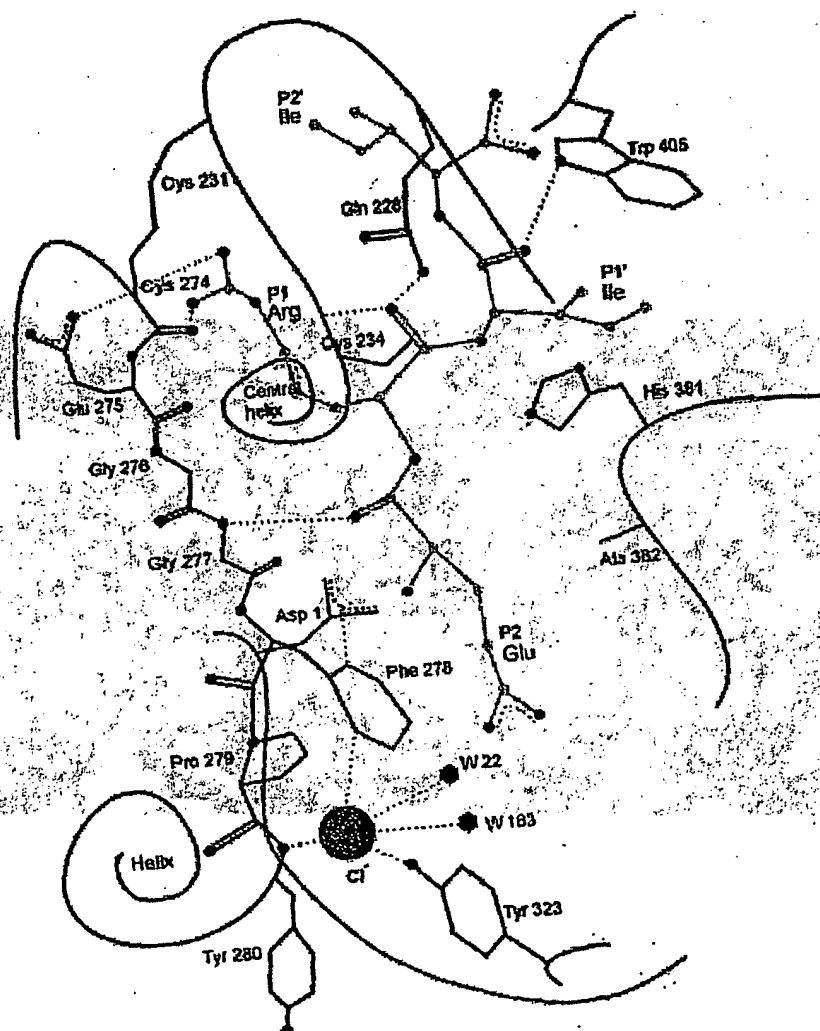 P2'
Ile
Trp 405
Cys 231
Gln 228
Cys 274
P1
Arg
P1'
Ile
Cys 234
Central
helix
His 381
Glu 275
Gly 276
Gly 277
Ala 382
Asp 1
P2
Glu
Phe 278
Pro 279
W 22
W 183
Helix
Cl-
Tyr 323
Tyr 280